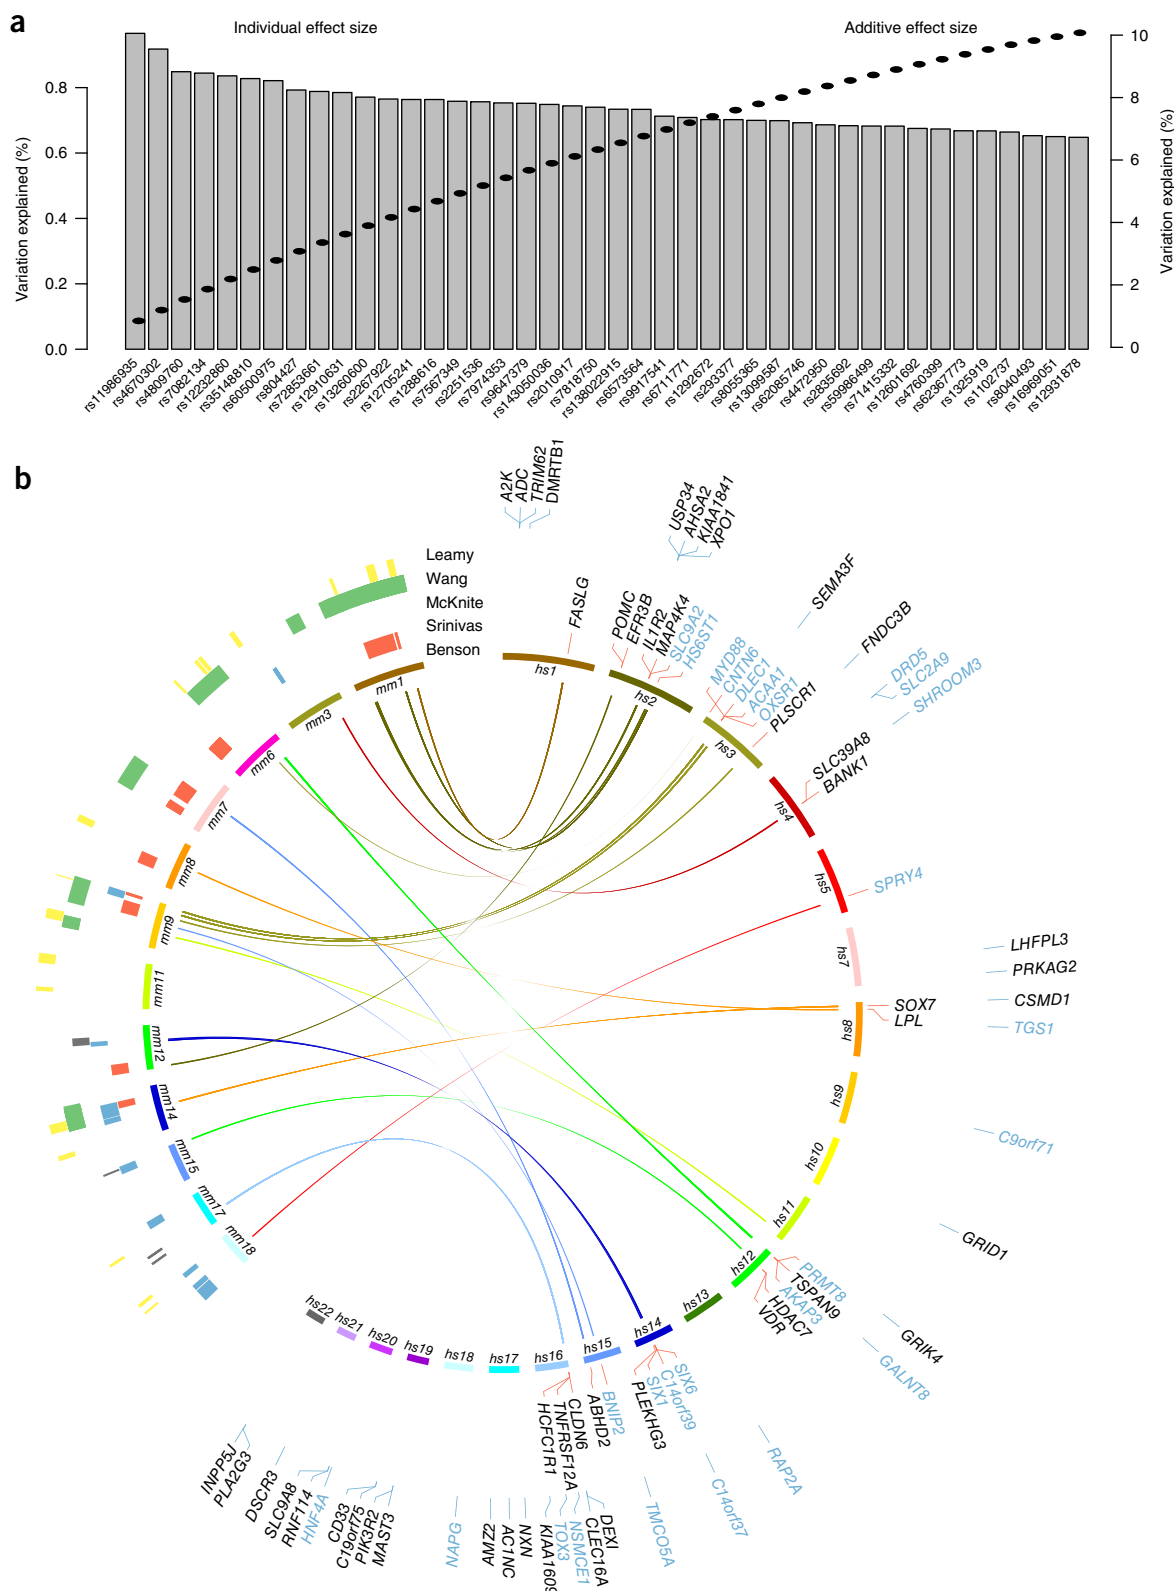 a
Individual effect size
Additive effect size
Variation explained (%)
0.8
0.6
0.4
0.2
0.0
10
8
6
4
2
0
Variation explained (%)
rs11986935
rs4670302
rs4809760
rs7082134
rs12232860
rs35148810
rs60500975
rs804427
rs72853661
rs12910631
rs13260600
rs2267922
rs12705241
rs1288616
rs7567349
rs2251536
rs7974353
rs9647379
rs143050036
rs2010917
rs7818750
rs138022915
rs6573564
rs9917541
rs6711771
rs1292672
rs293377
rs8055365
rs13099587
rs62085746
rs4472950
rs2835692
rs59986499
rs71415332
rs12601692
rs4760399
rs62367773
rs1325919
rs1102737
rs8040493
rs16969051
rs12931878
b
Leamy
Wang
McKnite
Srinivas
Benson
A2K
ADC
TRIM62
DMRTB1
FASLG
USP34
AHSA2
KIAA1841
XPO1
POMC
EFR3B
IL1R2
MAP4K4
SLC9A2
HS6ST1
SEMA3F
MYD88
CNTN6
DLEC1
ACAA1
OXSR1
PLSCR1
FNDC3B
DRD5
SLC2A9
SHROOM3
SLC39A8
BANK1
SPRY4
LHFPL3
PRKAG2
CSMD1
TGS1
SOX7
LPL
C9orf71
GRID1
GRIK4
GALNT8
PRMT8
TSPAN9
AKAP3
HDAC7
VDR
RAP2A
SIX6
C14orf39
SIX1
PLEKHG3
C14orf37
TMCO5A
BNIP2
ABHD2
CLDN6
TNFRSF12A
HCFC1R1
DEXI
CLEC16A
NSMCE1
TOX3
KIAA1609
NXN
AC1NC
AMZ2
NAPG
MAST3
PIK3R2
C19orf75
CD33
HNF4A
RNF114
SLC9A8
DSCR3
PLA2G3
INPP5J
hs1
hs2
hs3
hs4
hs5
hs7
hs8
hs9
hs10
hs11
hs12
hs13
hs14
hs15
hs16
hs17
hs18
hs19
hs20
hs21
hs22
mm18
mm17
mm15
mm14
mm12
mm11
mm9
mm8
mm7
mm6
mm3
mm1